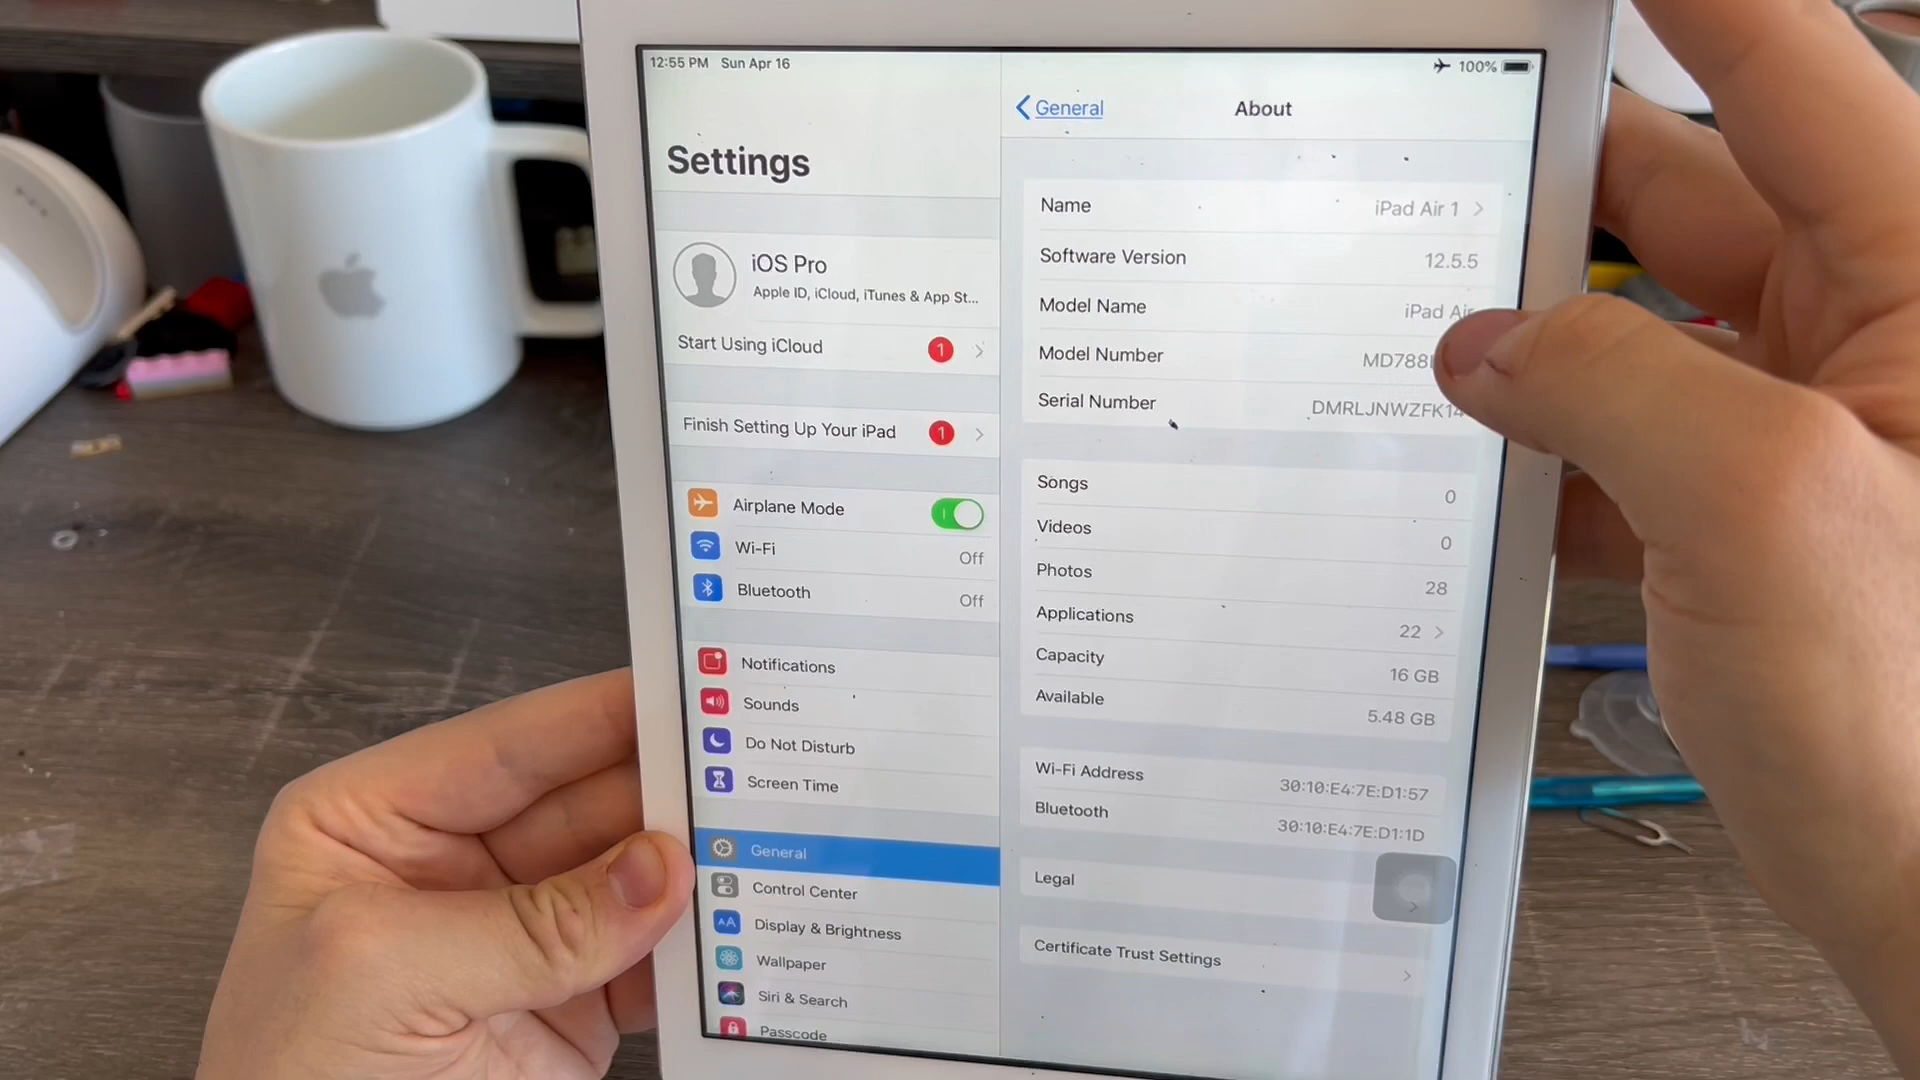 12:55 PM Sun Apr 16
100%
Settings
iOS Pro
Apple ID, iCloud, iTunes & App St...
Start Using iCloud 1
Finish Setting Up Your iPad 1
Airplane Mode
Wi-Fi Off
Bluetooth Off
Notifications
Sounds
Do Not Disturb
Screen Time
General
Control Center
AA Display & Brightness
Wallpaper
Siri & Search
Passcode
General
About
Name iPad Air 1
Software Version 12.5.5
Model Name iPad Air
Model Number MD788
Serial Number DMRLJNWZFK14
Songs 0
Videos 0
Photos 28
Applications 22
Capacity 16 GB
Available 5.48 GB
Wi-Fi Address 30:10:E4:7E:D1:57
Bluetooth 30:10:E4:7E:D1:1D
Legal
Certificate Trust Settings